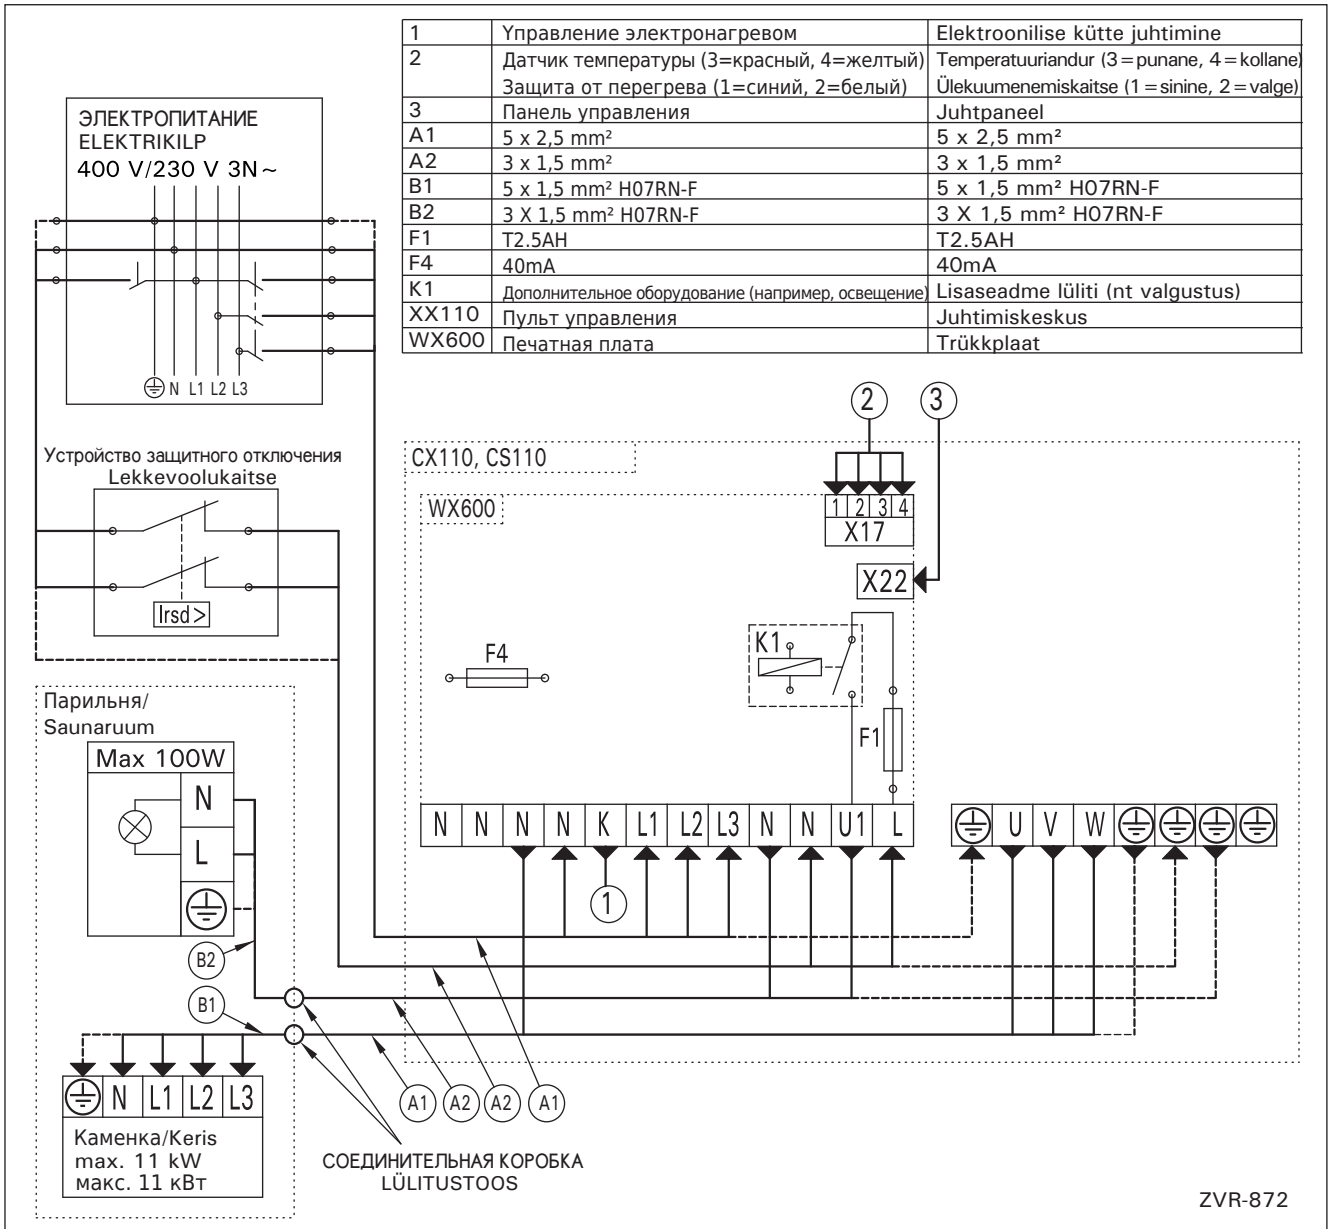 1 Yправление электронагревом Elektroonilise kütte juhtimine
2 Датчик температуры (3=красный, 4=желтый) Temperatuuriandur (3=punane, 4=kollane)
Защита от перегрева (1=синий, 2=белый) Ülekuumenemiskaitse (1=sinine, 2=valge)
3 Панель управления Juhtpaneel
A1 5 x 2,5 mm² 5 x 2,5 mm²
A2 3 x 1,5 mm² 3 x 1,5 mm²
B1 5 x 1,5 mm² H07RN-F 5 x 1,5 mm² H07RN-F
B2 3 X 1,5 mm² H07RN-F 3 X 1,5 mm² H07RN-F
F1 T2.5AH T2.5AH
F4 40mA 40mA
K1 Дополнительное оборудование (например, освещение) Lisaseadme lüliti (nt valgustus)
XX110 Пульт управления Juhtimiskeskus
WX600 Печатная плата Trükkplaat
ЭЛЕКТРОПИТАНИЕ
ELEKTRIKILP
400 V/230 V 3N~
N L1 L2 L3
Устройство защитного отключения
Lekkevoolukaitse
Irsd>
2 3
CX110, CS110
WX600
1 2 3 4
X17
X22
K1
F4
F1
N N N N K L1 L2 L3 N N U1 L
U V W
1
Парильня/
Saunaruum
Max 100W
N
L
B2
B1
N L1 L2 L3
Каменка/Keris
max. 11 kW
макс. 11 кВт
A1 A2 A2 A1
СОЕДИНИТЕЛЬНАЯ КОРОБКА
LÜLITUSTOOS
ZVR-872